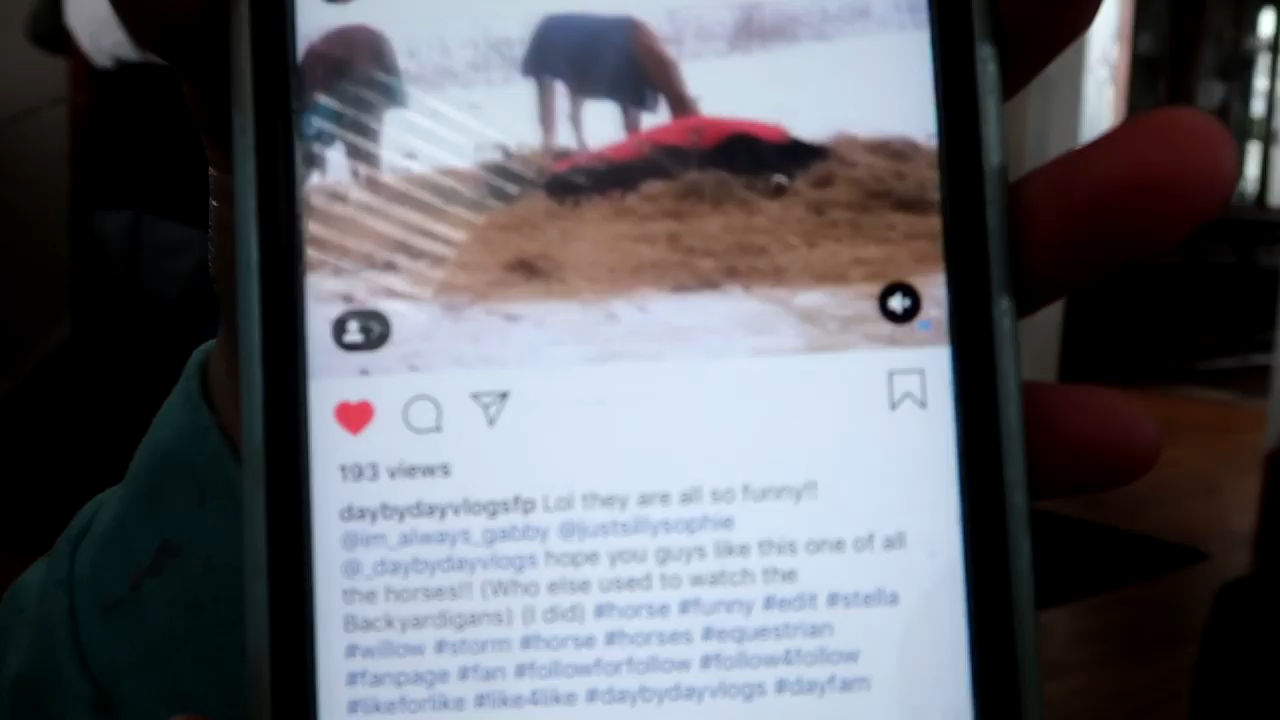 193 views
daybydayvlogsfp Lol they are all so funny!!
@im_always_gabby @justsillysophie
@_daybydayvlogs hope you guys like this one of all
the horses!! (Who else used to watch the
Backyardigans) (I did) #horse #funny #edit #stella
#willow #storm #horse #horses #equestrian
#fanpage #fan #followforfollow #follow4follow
#likeforlike #like4like #daybydayvlogs #dayfam